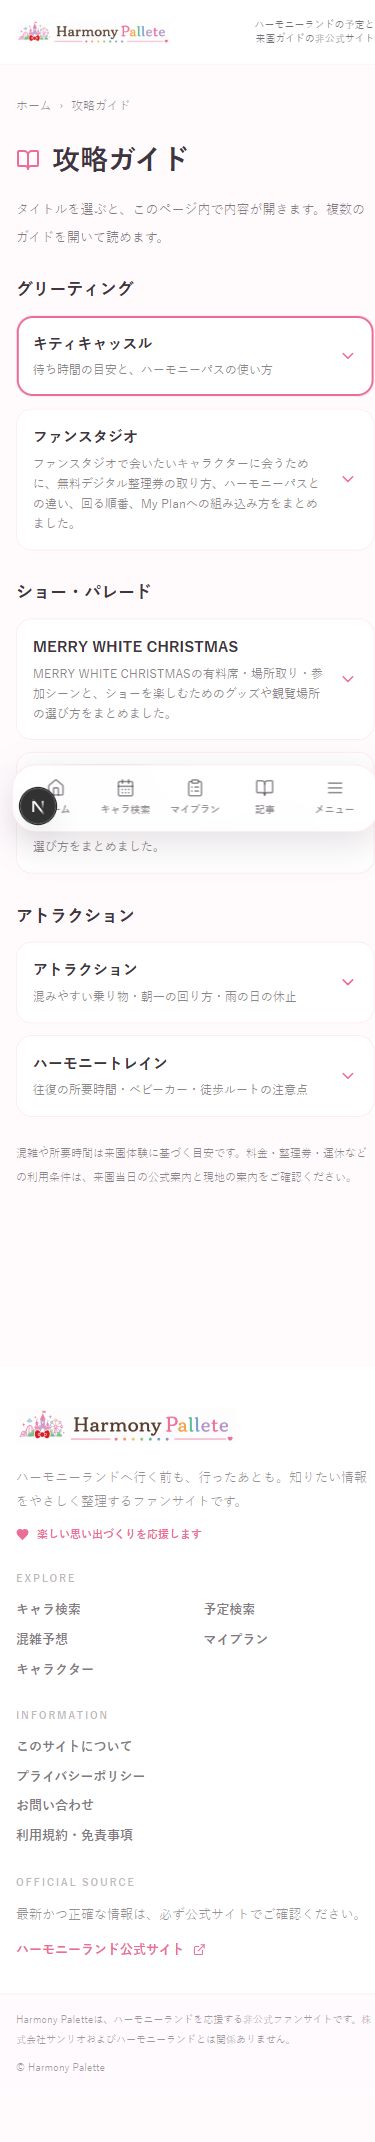 Harmony Pallete
ハーモニーランドの予定と
来園ガイドの非公式サイト
ホーム › 攻略ガイド
攻略ガイド
タイトルを選ぶと、このページ内で内容が開きます。複数の
ガイドを開いて読めます。
グリーティング
キティキャッスル
待ち時間の目安と、ハーモニーパスの使い方
ファンスタジオ
ファンスタジオで会いたいキャラクターに会うため
に、無料デジタル整理券の取り方、ハーモニーパスと
の違い、回る順番、My Planへの組み込み方をまとめ
ました。
ショー・パレード
MERRY WHITE CHRISTMAS
MERRY WHITE CHRISTMASの有料席・場所取り・参
加シーンと、ショーを楽しむためのグッズや観覧場所
の選び方をまとめました。
N
ーム キャラ検索 マイプラン 記事 メニュー
選び方をまとめました。
アトラクション
アトラクション
混みやすい乗り物・朝一の回り方・雨の日の休止
ハーモニートレイン
往復の所要時間・ベビーカー・徒歩ルートの注意点
混雑や所要時間は来園体験に基づく目安です。料金・整理券・運休など
の利用条件は、来園当日の公式案内と現地の案内をご確認ください。
Harmony Pallete
ハーモニーランドへ行く前も、行ったあとも。知りたい情報
をやさしく整理するファンサイトです。
楽しい思い出づくりを応援します
EXPLORE
キャラ検索 予定検索
混雑予想 マイプラン
キャラクター
INFORMATION
このサイトについて
プライバシーポリシー
お問い合わせ
利用規約・免責事項
OFFICIAL SOURCE
最新かつ正確な情報は、必ず公式サイトでご確認ください。
ハーモニーランド公式サイト
Harmony Paletteは、ハーモニーランドを応援する非公式ファンサイトです。株
式会社サンリオおよびハーモニーランドとは関係ありません。
© Harmony Palette